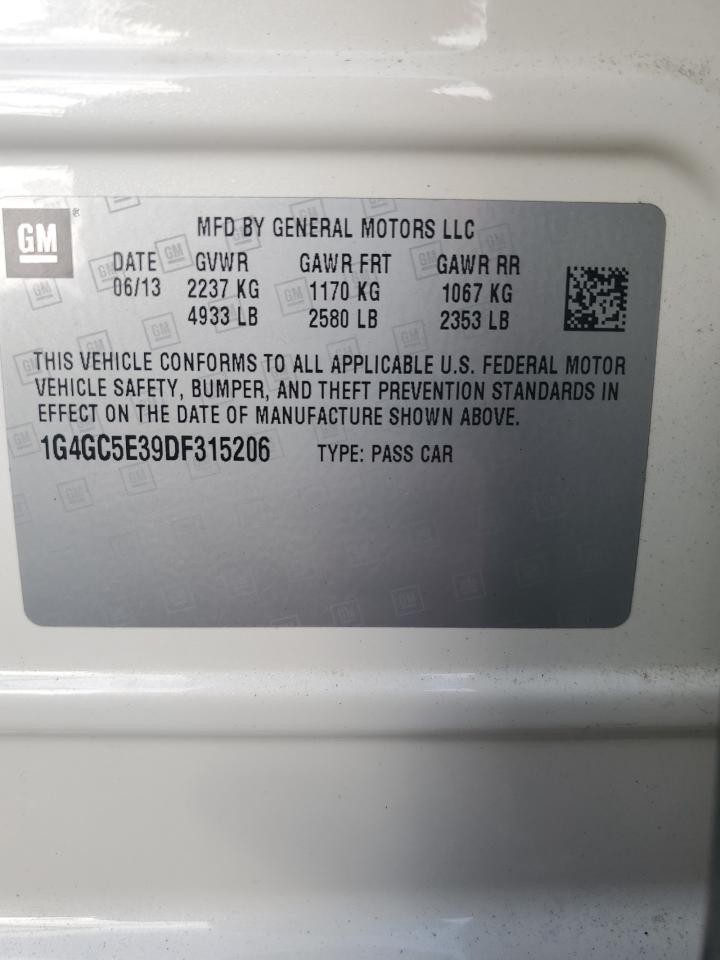 GM ®
MFD BY GENERAL MOTORS LLC
DATE GVWR GAWR FRT GAWR RR
06/13 2237 KG 1170 KG 1067 KG
4933 LB 2580 LB 2353 LB
THIS VEHICLE CONFORMS TO ALL APPLICABLE U.S. FEDERAL MOTOR
VEHICLE SAFETY, BUMPER, AND THEFT PREVENTION STANDARDS IN
EFFECT ON THE DATE OF MANUFACTURE SHOWN ABOVE.
1G4GC5E39DF315206 TYPE: PASS CAR